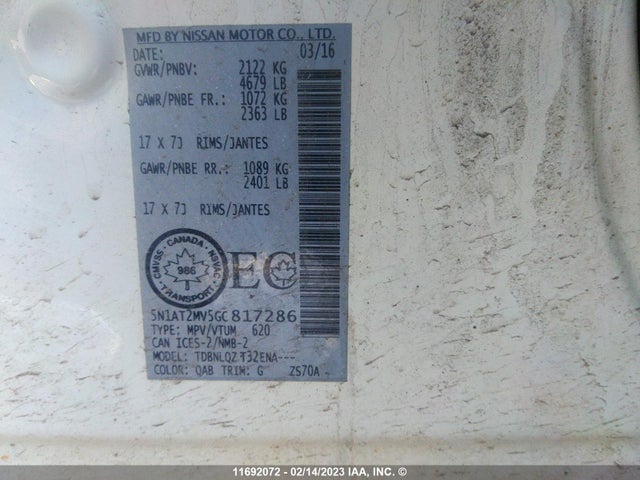 MFD BY NISSAN MOTOR CO., LTD.
DATE: 03/16
GVWR/PNBV: 2122 KG
4679 LB
GAWR/PNBE FR.: 1072 KG
2363 LB
17 X 7J RIMS/JANTES
GAWR/PNBE RR.: 1089 KG
2401 LB
17 X 7J RIMS/JANTES
CANADA
CMVSS NSVAC
986
TRANSPORT
EC
5N1AT2MV5GC817286
TYPE: MPV/VTUM 620
CAN ICES-2/NMB-2
MODEL: TDBNLQZ T32ENA---
COLOR: QAB TRIM: G ZS70A -
11692072 - 02/14/2023 IAA, INC. ©